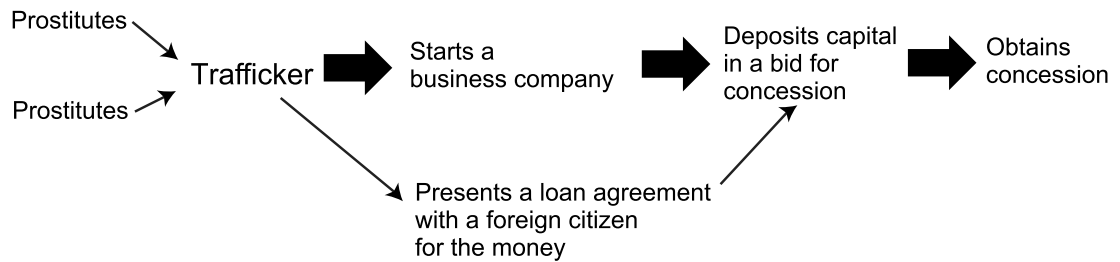 Prostitutes
Prostitutes
Trafficker
Starts a
business company
Deposits capital
in a bid for
concession
Obtains
concession
Presents a loan agreement
with a foreign citizen
for the money